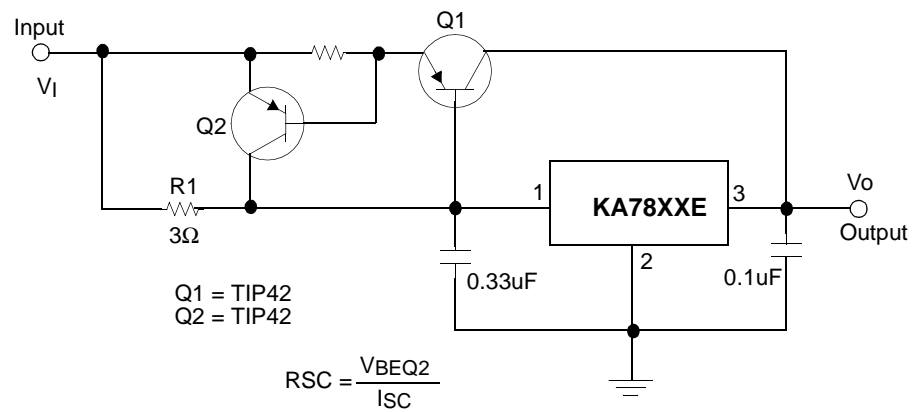 Input
Q1
VI
Q2
R1
3Ω
1
KA78XXE
3
Vo
Output
2
0.33uF
0.1uF
Q1 = TIP42
Q2 = TIP42
RSC = VBEQ2
ISC